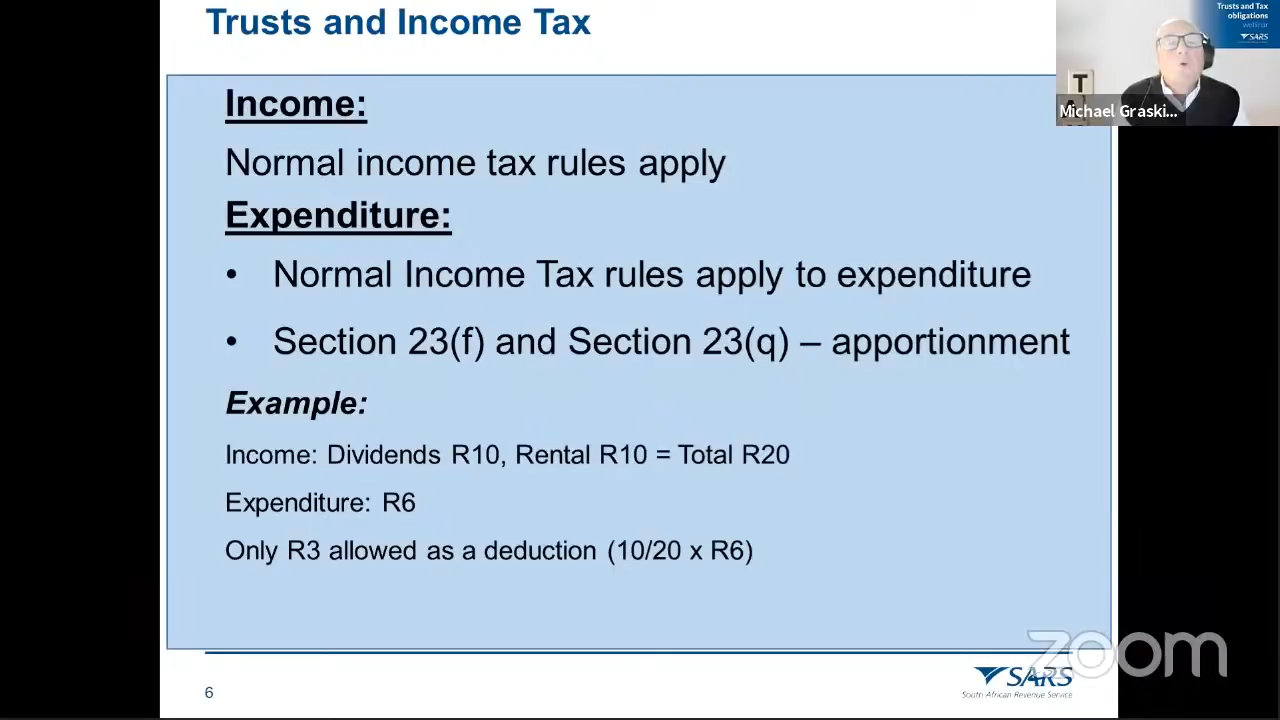 Trusts and Income Tax
Income:
Normal income tax rules apply
Expenditure:
• Normal Income Tax rules apply to expenditure
• Section 23(f) and Section 23(q) – apportionment
Example:
Income: Dividends R10, Rental R10 = Total R20
Expenditure: R6
Only R3 allowed as a deduction (10/20 x R6)
6
SARS
South African Revenue Service
zoom
Trusts and Tax
obligations
webinar
SARS
T
Michael Graski...